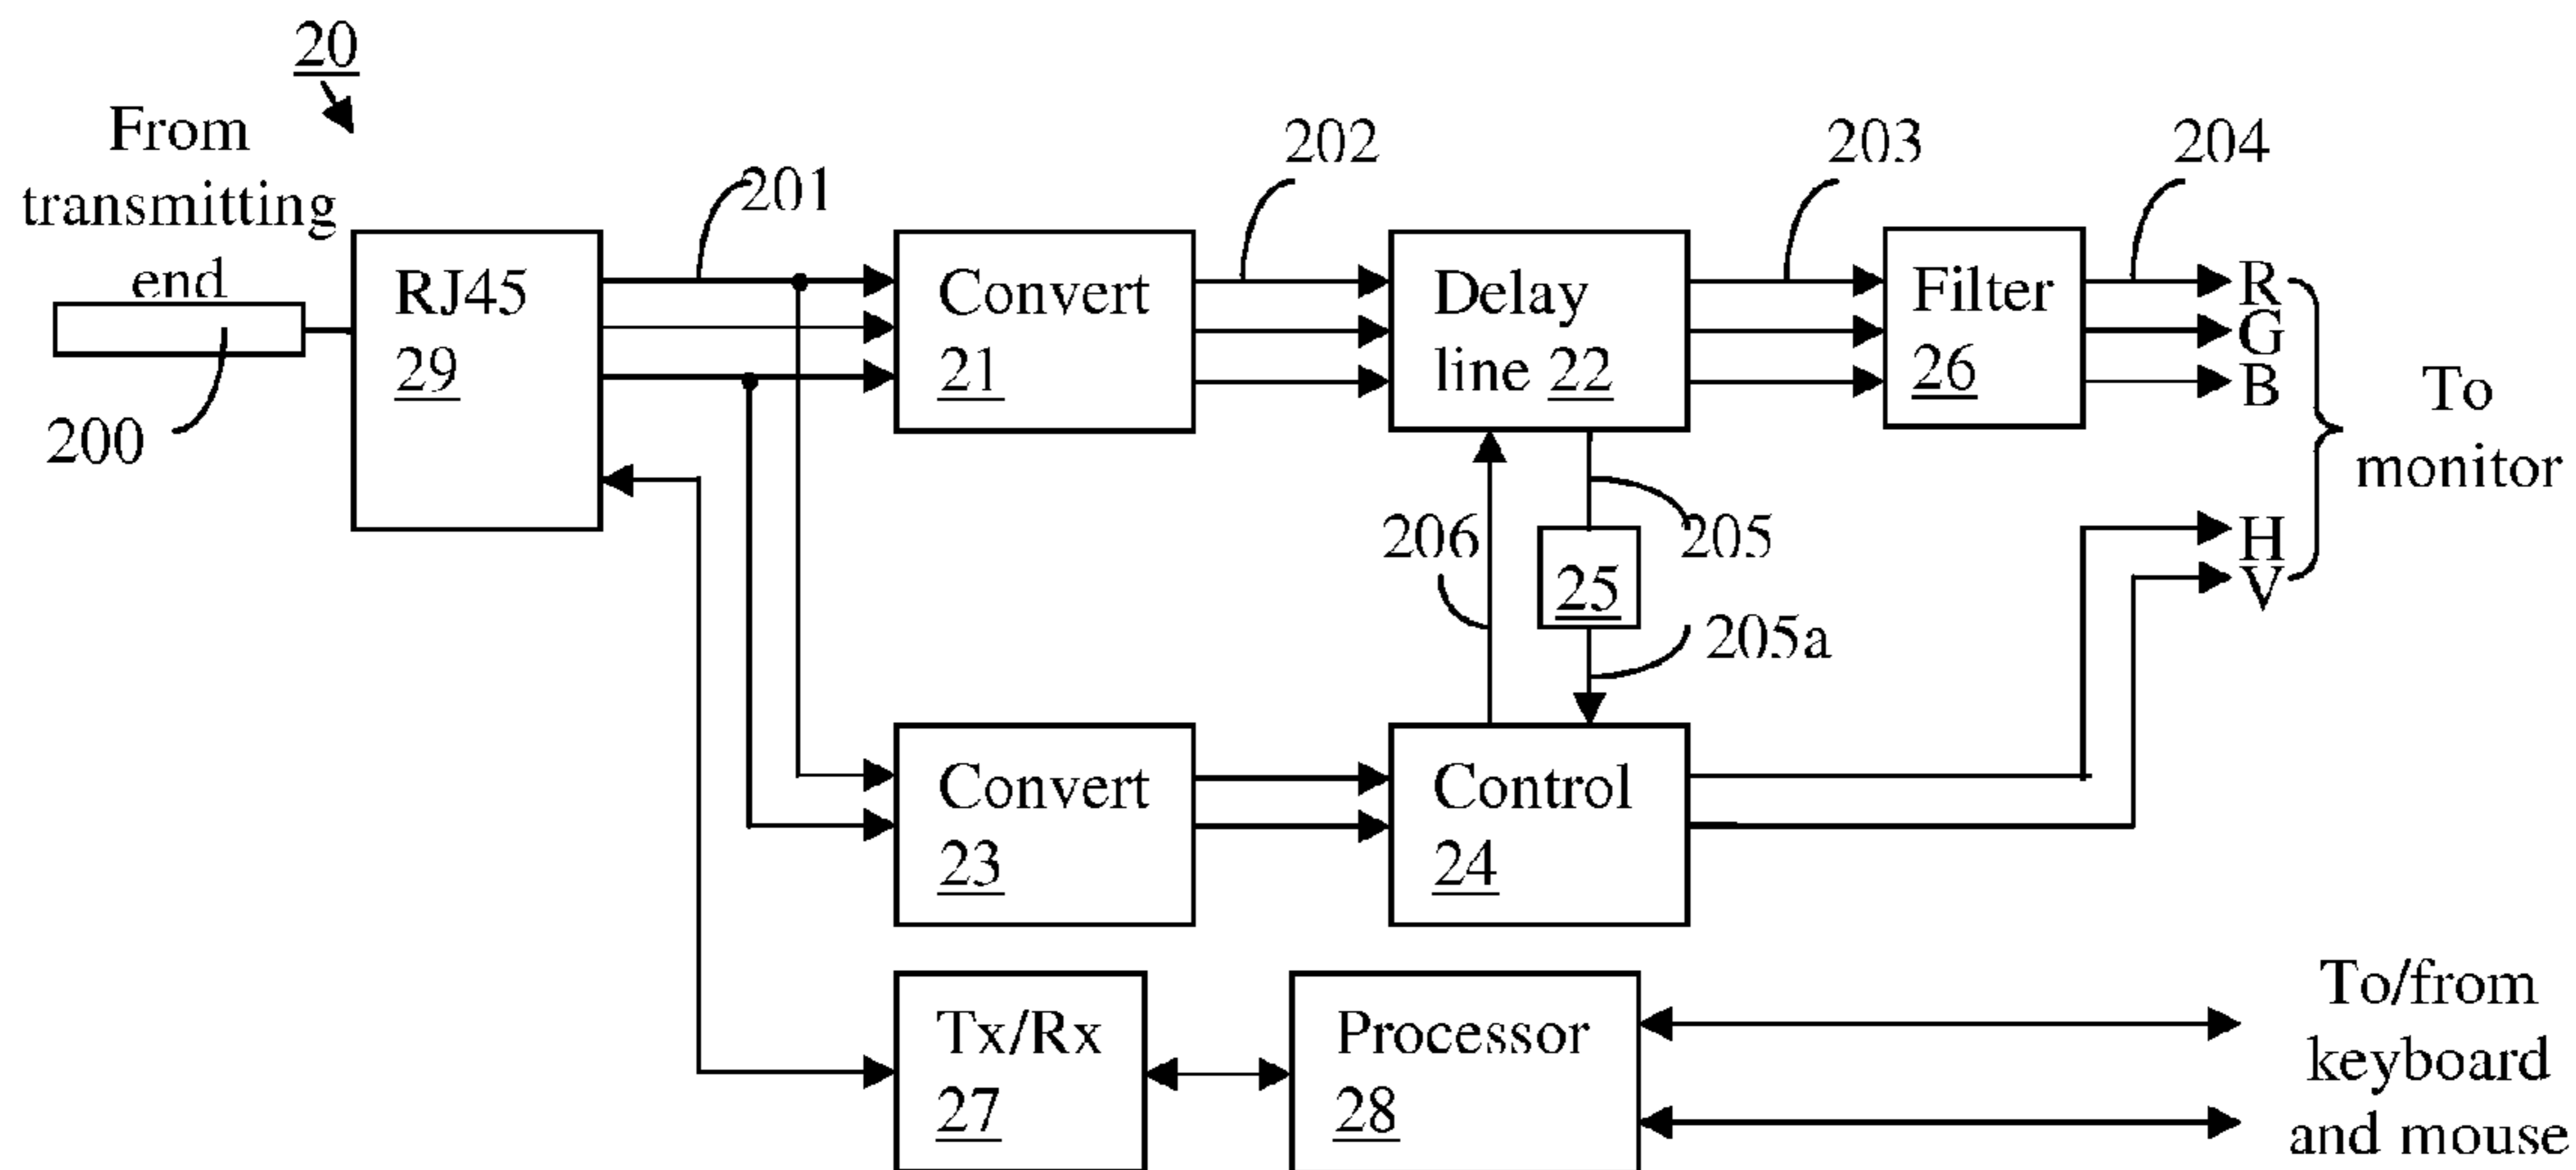 20
From
transmitting
end
200
RJ45
29
201
Convert
21
202
Delay
line 22
203
Filter
26
204
R
G
B
H
V
To
monitor
206
205
25
205a
Convert
23
Control
24
Tx/Rx
27
Processor
28
To/from
keyboard
and mouse